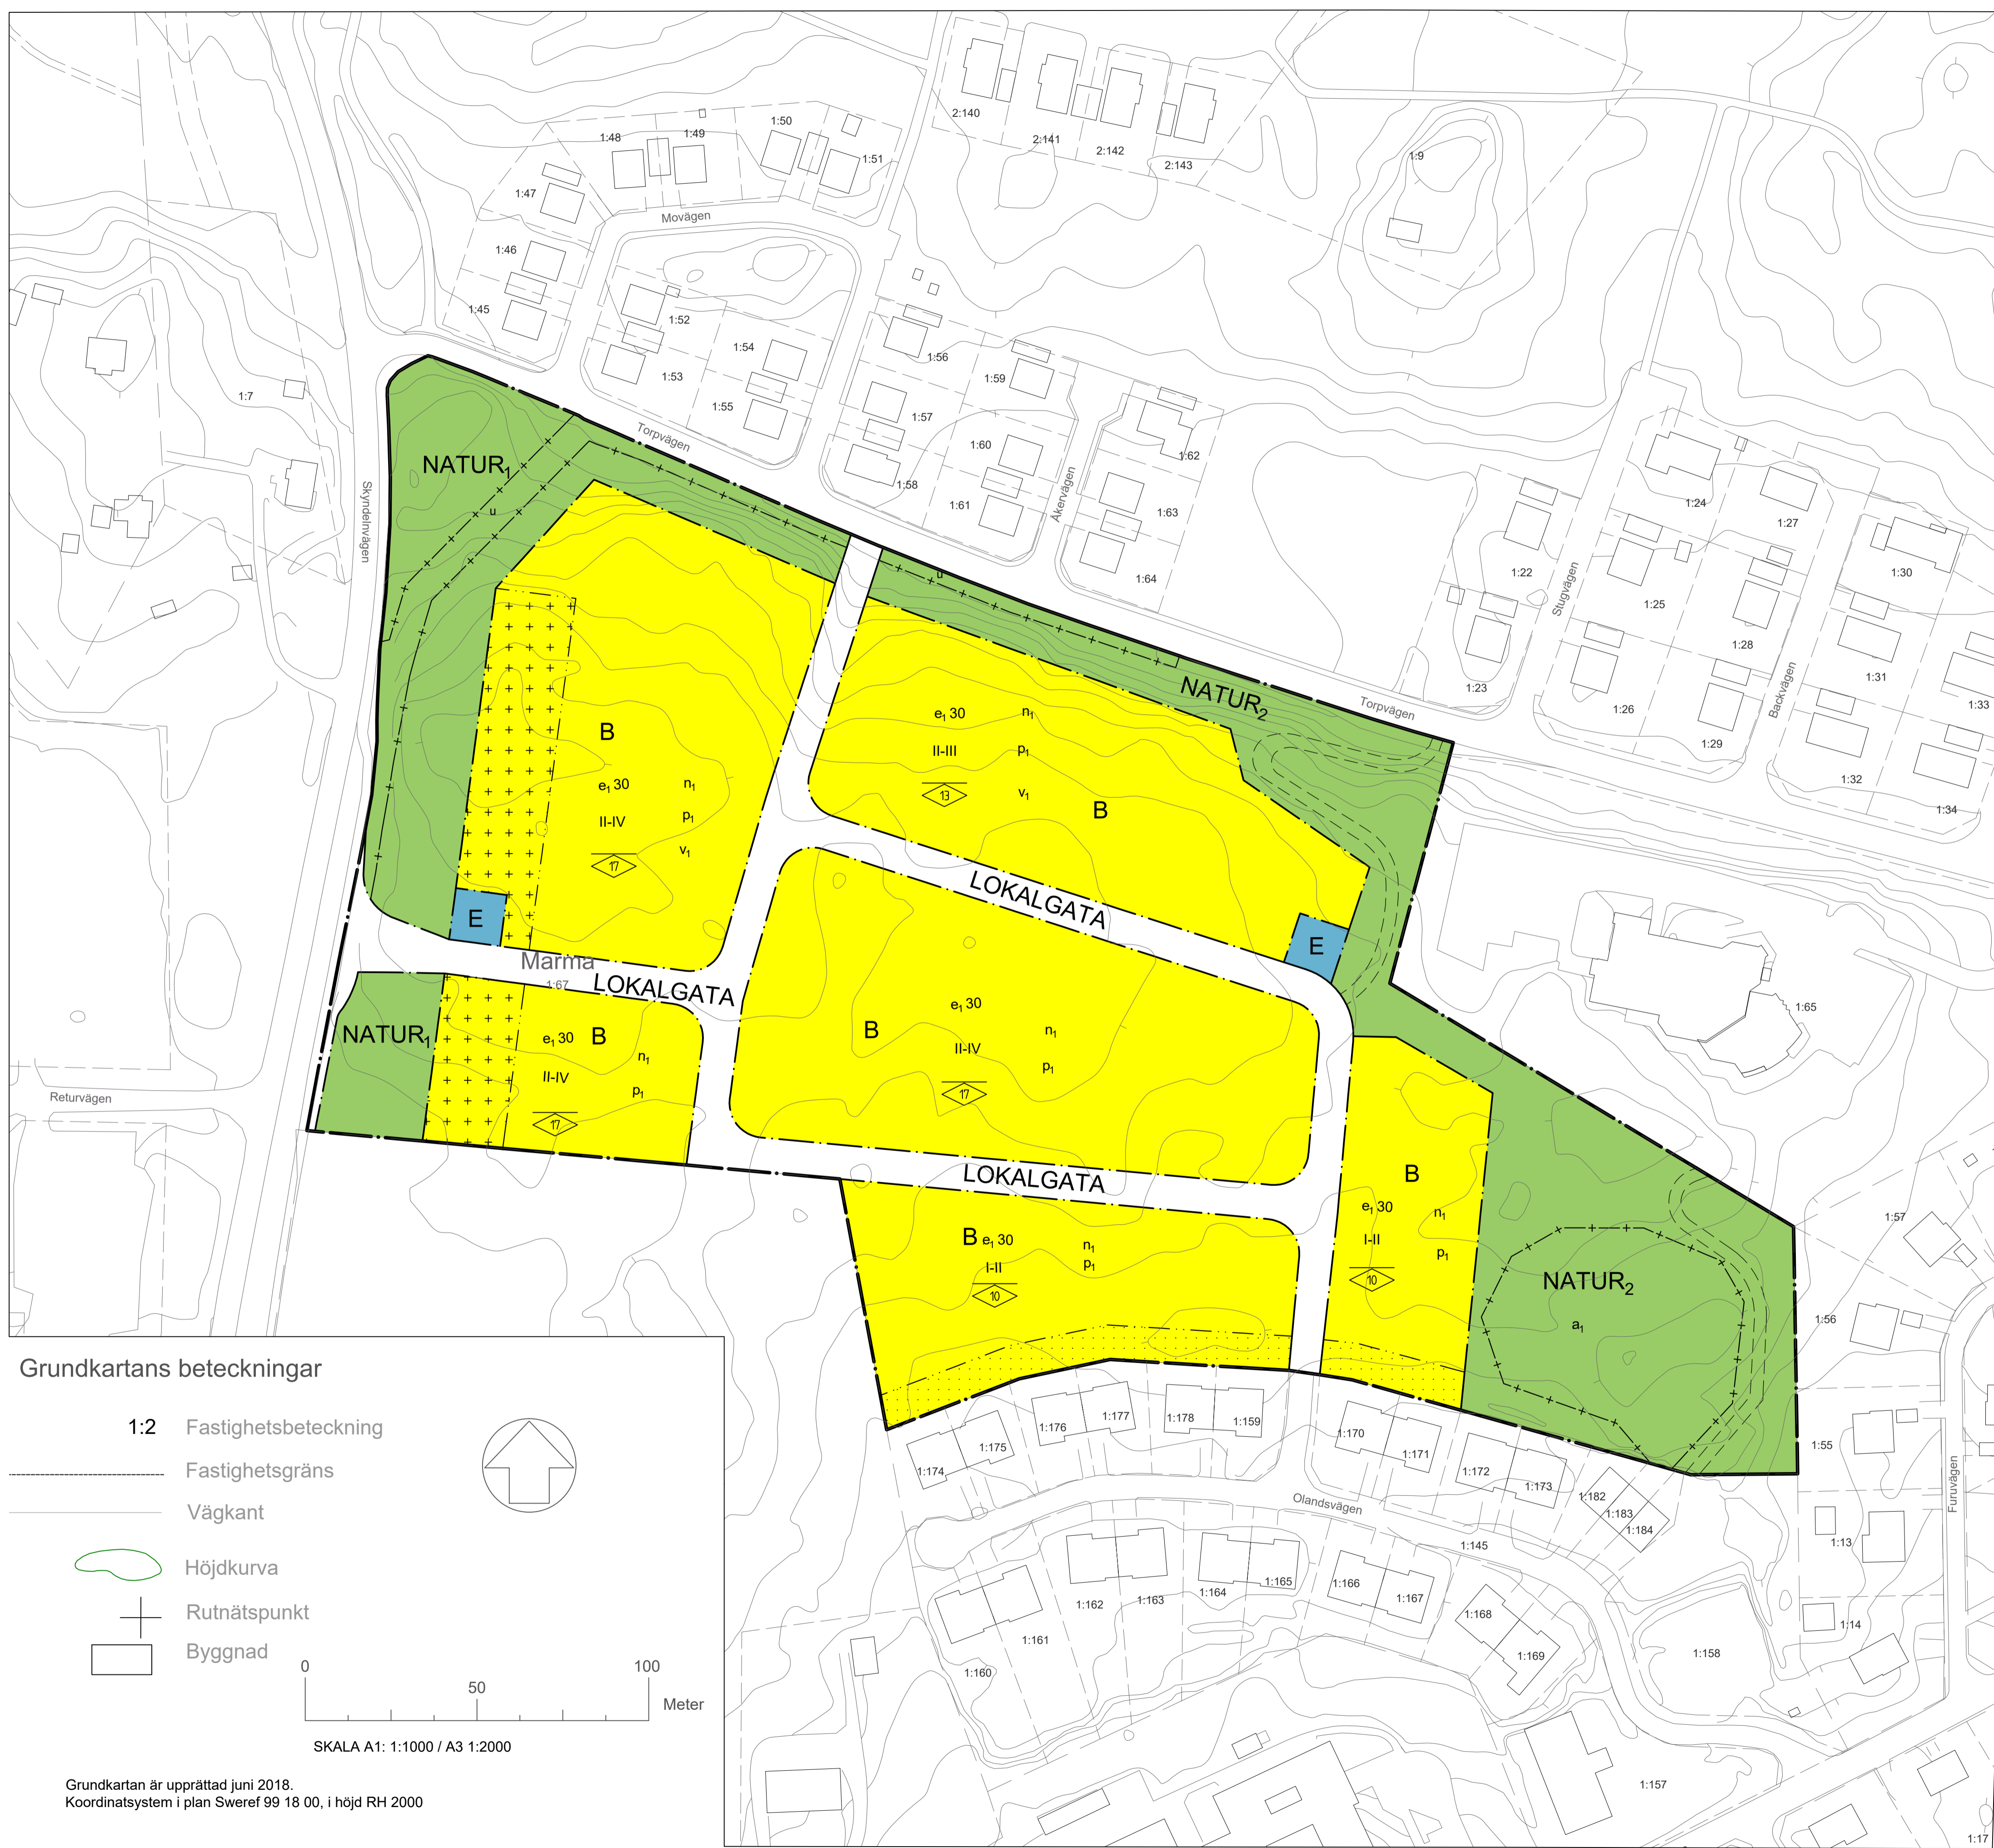 2:140
2:141
2:142
2:143
1:9
1:48
1:49
1:50
1:51
1:47
Movägen
1:46
1:45
1:52
1:54
1:53
1:55
1:56
1:59
1:57
1:60
1:58
1:61
1:62
1:63
1:64
1:7
Torpvägen
Åkervägen
Skyndelnvägen
1:24
1:27
1:22
1:25
1:28
1:30
1:23
1:26
1:29
1:31
1:33
1:32
1:34
Stugvägen
Backvägen
Torpvägen
NATUR1
u
u
NATUR2
B
e1 30
n1
II-IV
p1
v1
17
e1 30
n1
II-III
p1
13
v1
B
E
LOKALGATA
E
Marma
1:67
LOKALGATA
NATUR1
e1 30
B
n1
II-IV
p1
17
B
e1 30
n1
II-IV
p1
17
1:65
Returvägen
LOKALGATA
B
e1 30
n1
I-II
p1
10
B e1 30
n1
I-II
p1
10
NATUR2
a1
1:57
1:56
1:55
1:13
1:14
Furuvägen
1:174
1:175
1:176
1:177
1:178
1:159
1:170
1:171
1:172
1:173
1:182
1:183
1:184
Olandsvägen
1:145
1:160
1:161
1:162
1:163
1:164
1:165
1:166
1:167
1:168
1:169
1:158
1:157
1:17
Grundkartans beteckningar
1:2 Fastighetsbeteckning
Fastighetsgräns
Vägkant
Höjdkurva
Rutnätspunkt
Byggnad
0
50
100
Meter
SKALA A1: 1:1000 / A3 1:2000
Grundkartan är upprättad juni 2018.
Koordinatsystem i plan Sweref 99 18 00, i höjd RH 2000